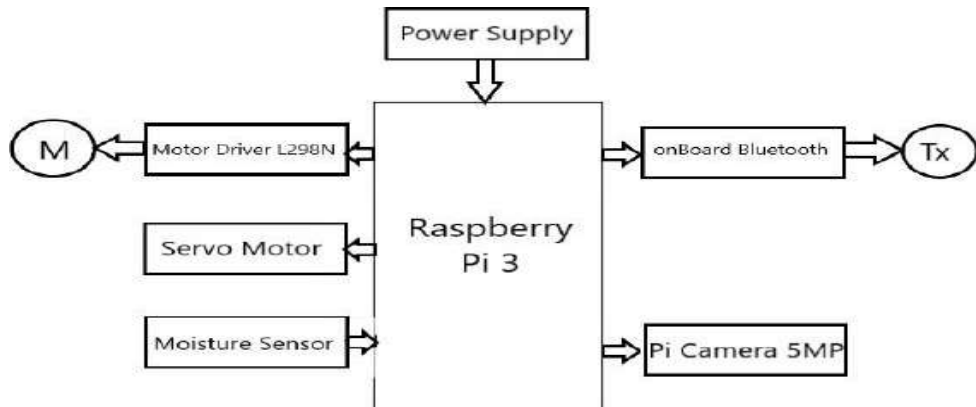 Power Supply
M
Motor Driver L298N
onBoard Bluetooth
Tx
Servo Motor
Raspberry
Pi 3
Moisture Sensor
Pi Camera 5MP